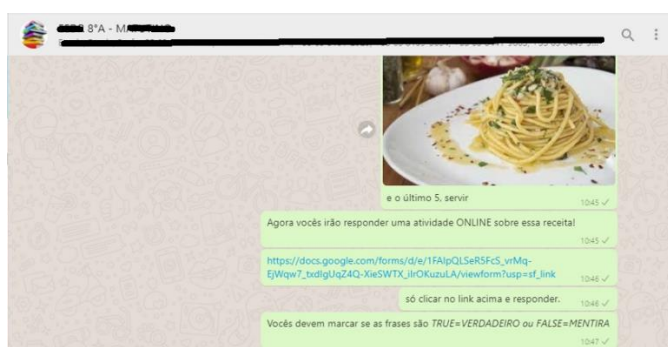 8°A - M
e o último 5, servir
10:45
Agora vocês irão responder uma atividade ONLINE sobre essa receita!
10:45
https://docs.google.com/forms/d/e/1FAIpQLSeR5FcS_vrMq-
EjWqw7_txdlgUqZ4Q-XieSWTX_iIrOKuzuLA/viewform?usp=sf_link
10:46
só clicar no link acima e responder.
10:46
Vocês devem marcar se as frases são TRUE=VERDADEIRO ou FALSE=MENTIRA
10:47